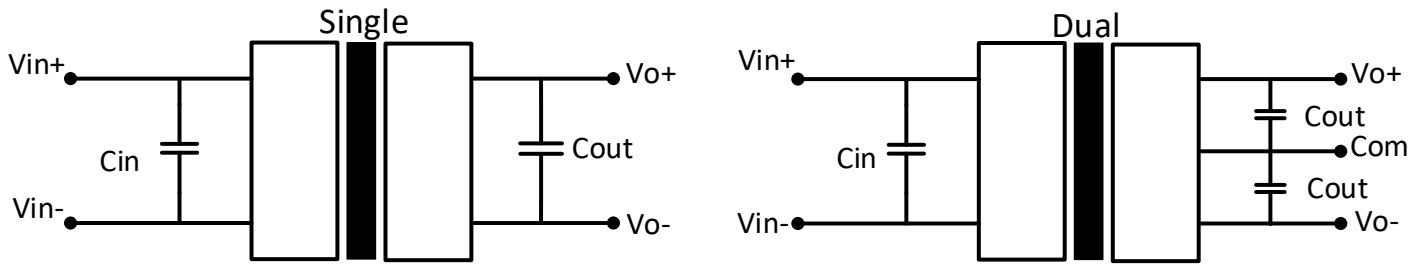 Single
Vin+
Vo+
Cin
Cout
Vin-
Vo-
Dual
Vin+
Vo+
Cout
Cin
Com
Cout
Vin-
Vo-